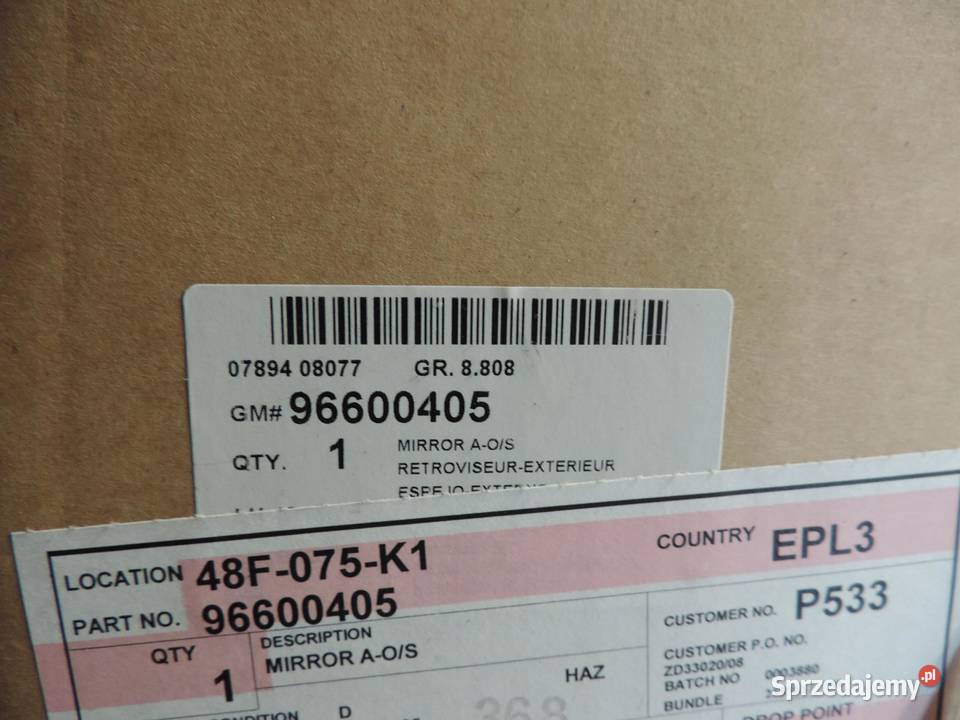 07894 08077 GR. 8.808
GM# 96600405
QTY. 1 MIRROR A-O/S
RETROVISEUR-EXTERIEUR
LOCATION 48F-075-K1 COUNTRY EPL3
PART NO. 96600405 CUSTOMER NO. P533
QTY 1 DESCRIPTION
MIRROR A-O/S
HAZ
CUSTOMER P.O. NO.
ZD33020/08
BATCH NO 0003880
BUNDLE
D
368
DROP POINT
Sprzedajemy.pl